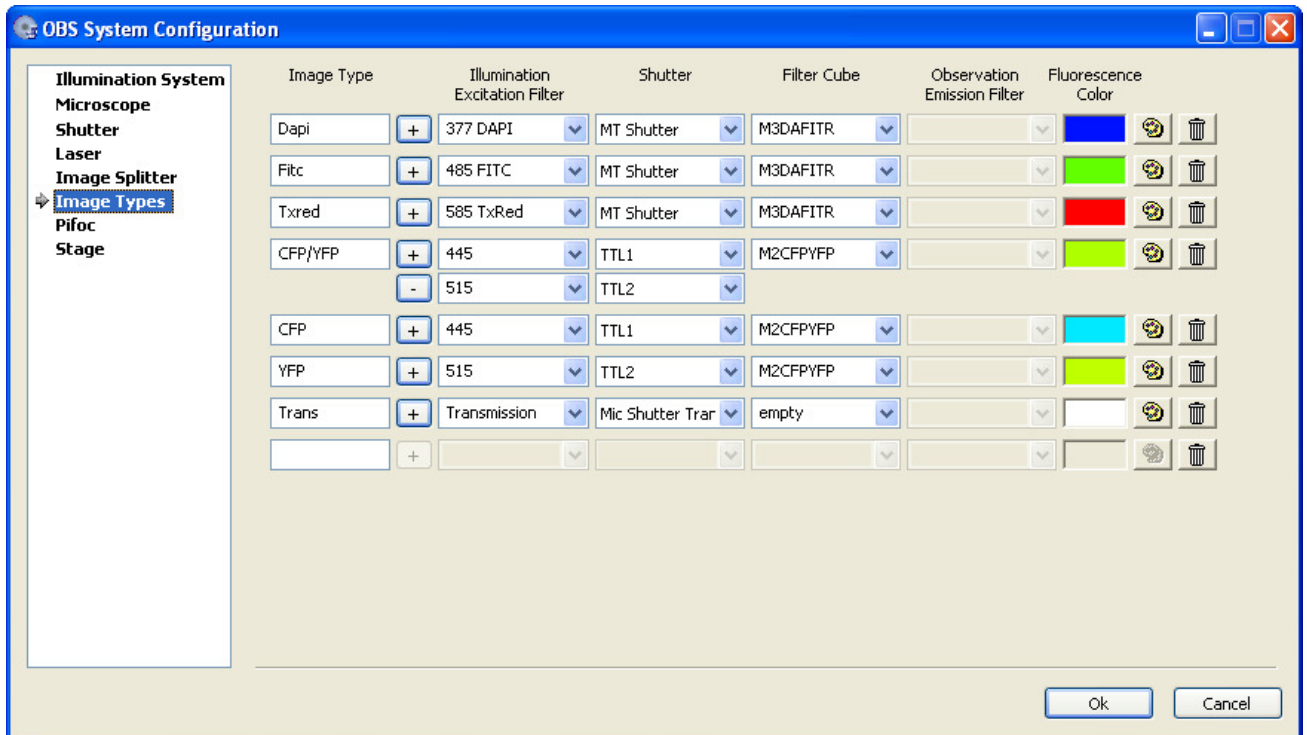 OBS System Configuration
Illumination System
Microscope
Shutter
Laser
Image Splitter
Image Types
Pifoc
Stage
Image Type Illumination Excitation Filter Shutter Filter Cube Observation Emission Filter Fluorescence Color
Dapi + 377 DAPI MT Shutter M3DAFITR
Fitc + 485 FITC MT Shutter M3DAFITR
Txred + 585 TxRed MT Shutter M3DAFITR
CFP/YFP + 445 TTL1 M2CFPYFP
- 515 TTL2
CFP + 445 TTL1 M2CFPYFP
YFP + 515 TTL2 M2CFPYFP
Trans + Transmission Mic Shutter Tran empty
+
Ok Cancel